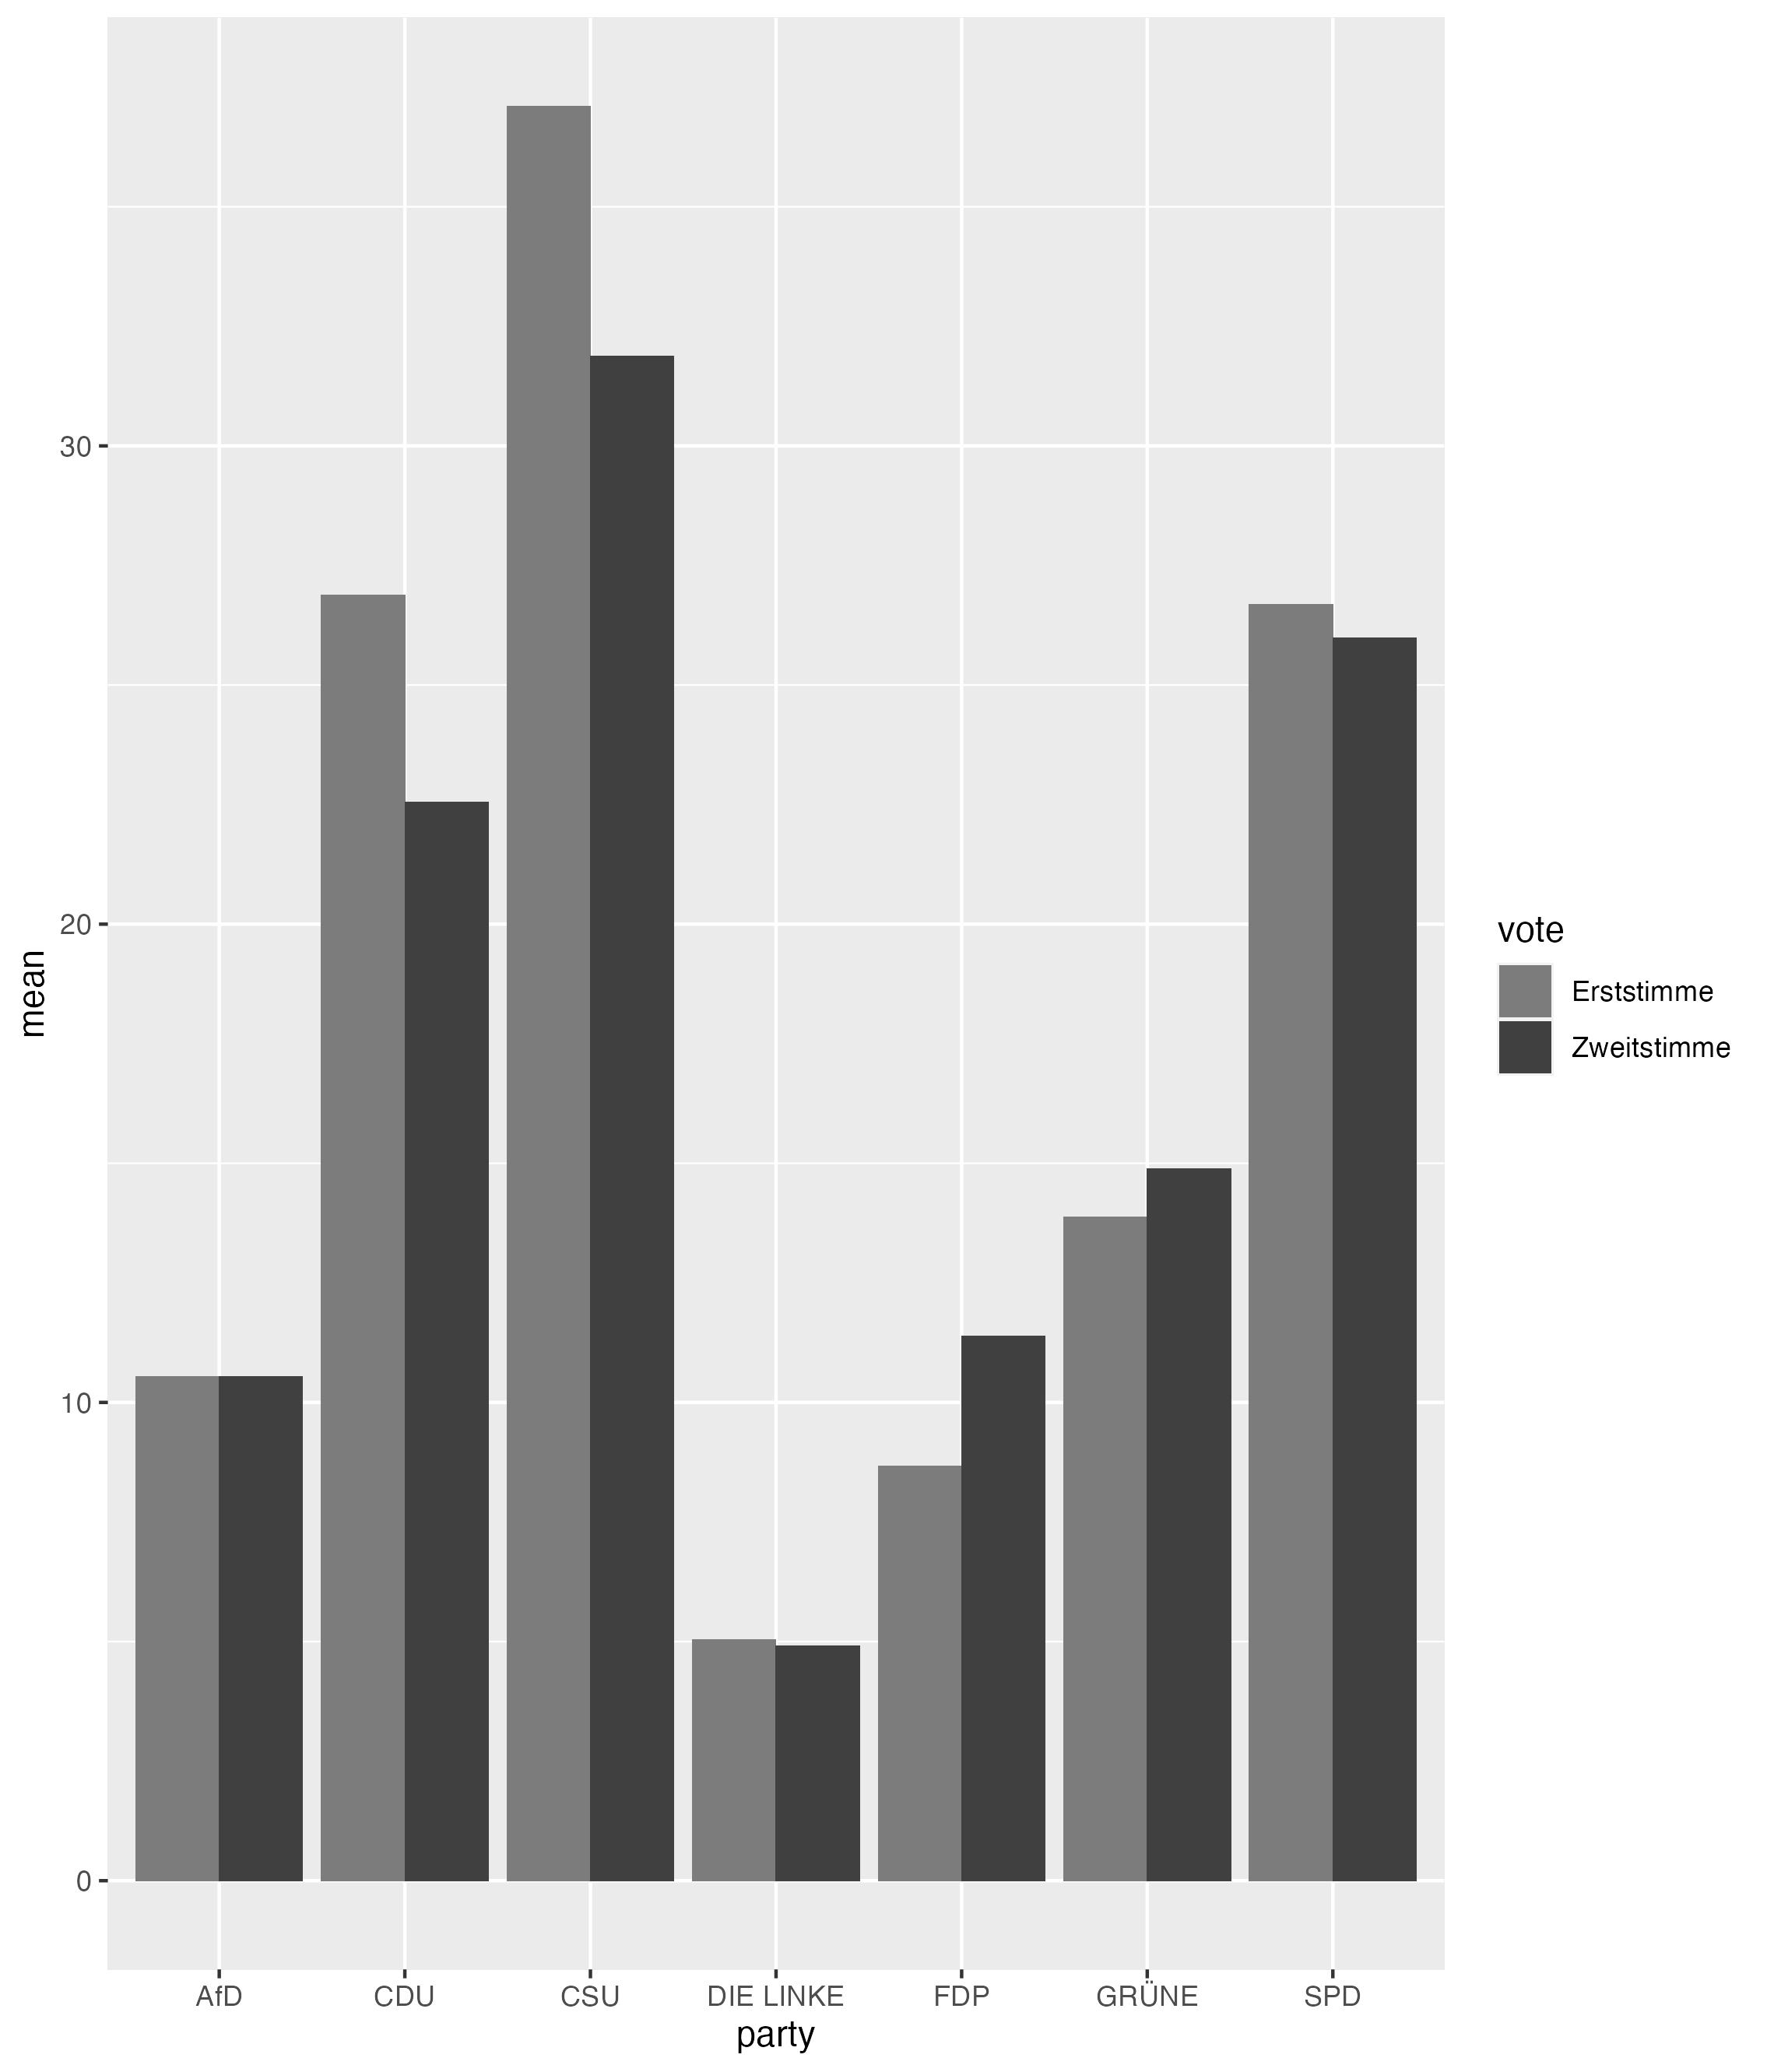 mean
30
20
10
0
AfD
CDU
CSU
DIE LINKE
FDP
GRÜNE
SPD
party
vote
Erststimme
Zweitstimme